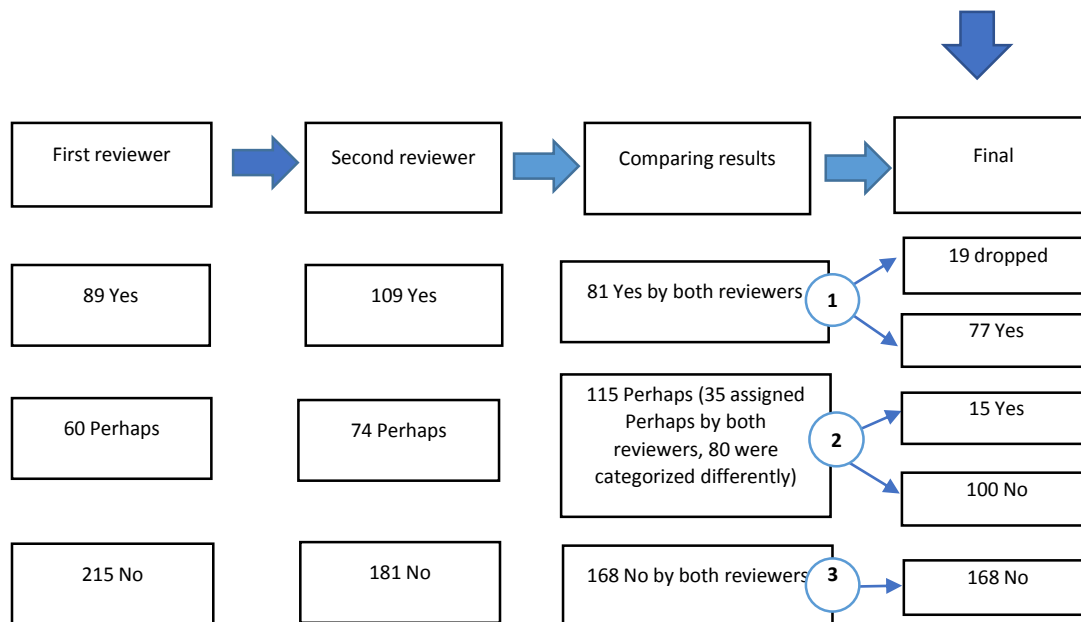 First reviewer
Second reviewer
Comparing results
Final
89 Yes
109 Yes
81 Yes by both reviewers
1
19 dropped
77 Yes
60 Perhaps
74 Perhaps
115 Perhaps (35 assigned
Perhaps by both
reviewers, 80 were
categorized differently)
2
15 Yes
100 No
215 No
181 No
168 No by both reviewers
3
168 No